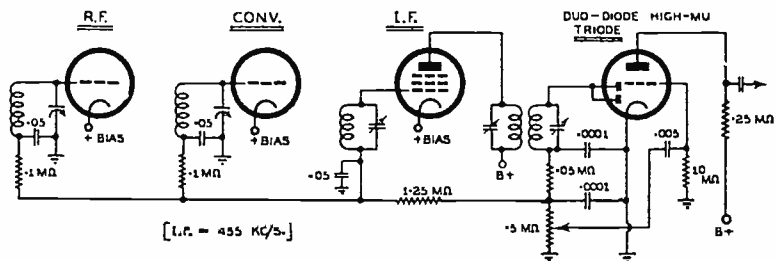 R.F.
CONV.
I.F.
DUO-DIODE HIGH-MU
TRIODE
·05
+ BIAS
·1 MΩ
·05
+ BIAS
·1 MΩ
·05
+BIAS
B+
1·25 MΩ
[I.F. = 455 KC/S.]
·0001
·05 MΩ
·0001
·5 MΩ
·005
10
MΩ
·25 MΩ
B+